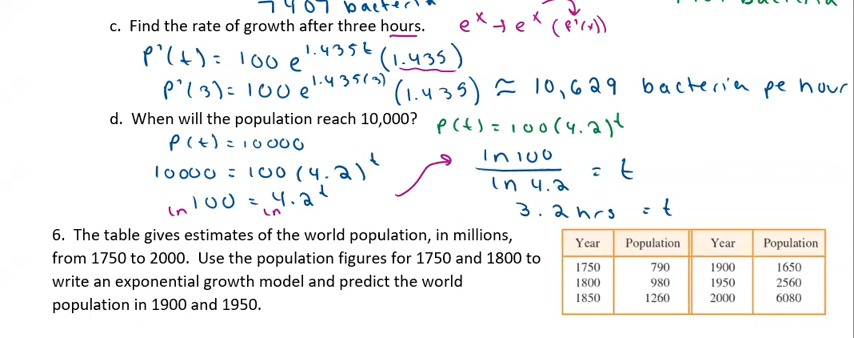 7407 bacteria
c. Find the rate of growth after three hours. e^x → e^x (P'(x))
P'(t) = 100 e^1.435t (1.435)
P'(3) = 100 e^1.435(3) (1.435) ≈ 10,629 bacteria pe hour
d. When will the population reach 10,000? P(t) = 100(4.2)^t
P(t) = 10000
10000 = 100 (4.2)^t
ln 100 = ln 4.2^t
ln 100 / ln 4.2 = t
3.2 hrs = t
6. The table gives estimates of the world population, in millions,
from 1750 to 2000. Use the population figures for 1750 and 1800 to
write an exponential growth model and predict the world
population in 1900 and 1950.
Year Population Year Population
1750 790 1900 1650
1800 980 1950 2560
1850 1260 2000 6080